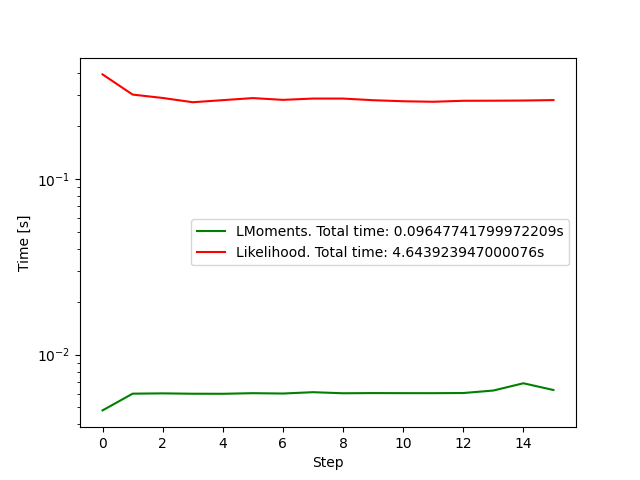 Time [s]
10⁻¹
10⁻²
LMoments. Total time: 0.09647741799972209s
Likelihood. Total time: 4.643923947000076s
0 2 4 6 8 10 12 14
Step